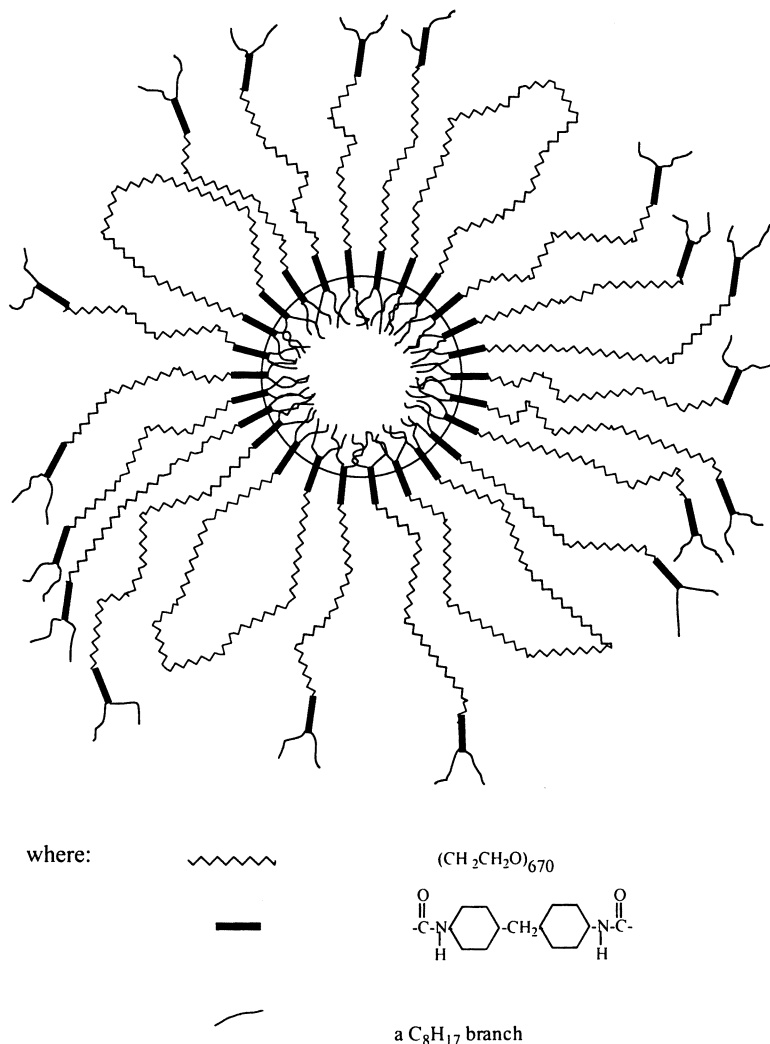 where:
(CH₂CH₂O)₆₇₀
O O
-C-N-CH₂-N-C-
H H
a C₈H₁₇ branch